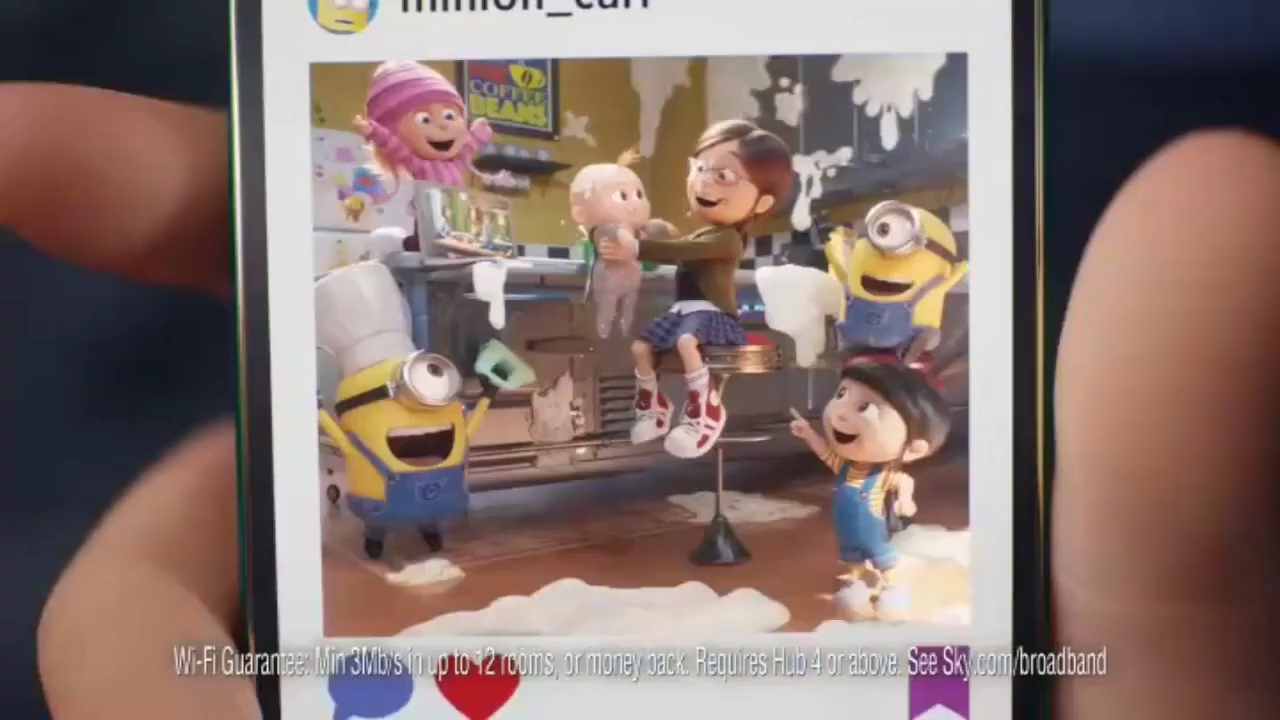 minion_carl
COFFEE
BEANS
Wi-Fi Guarantee: Min 3Mb/s in up to 12 rooms, or money back. Requires Hub 4 or above. See Sky.com/broadband